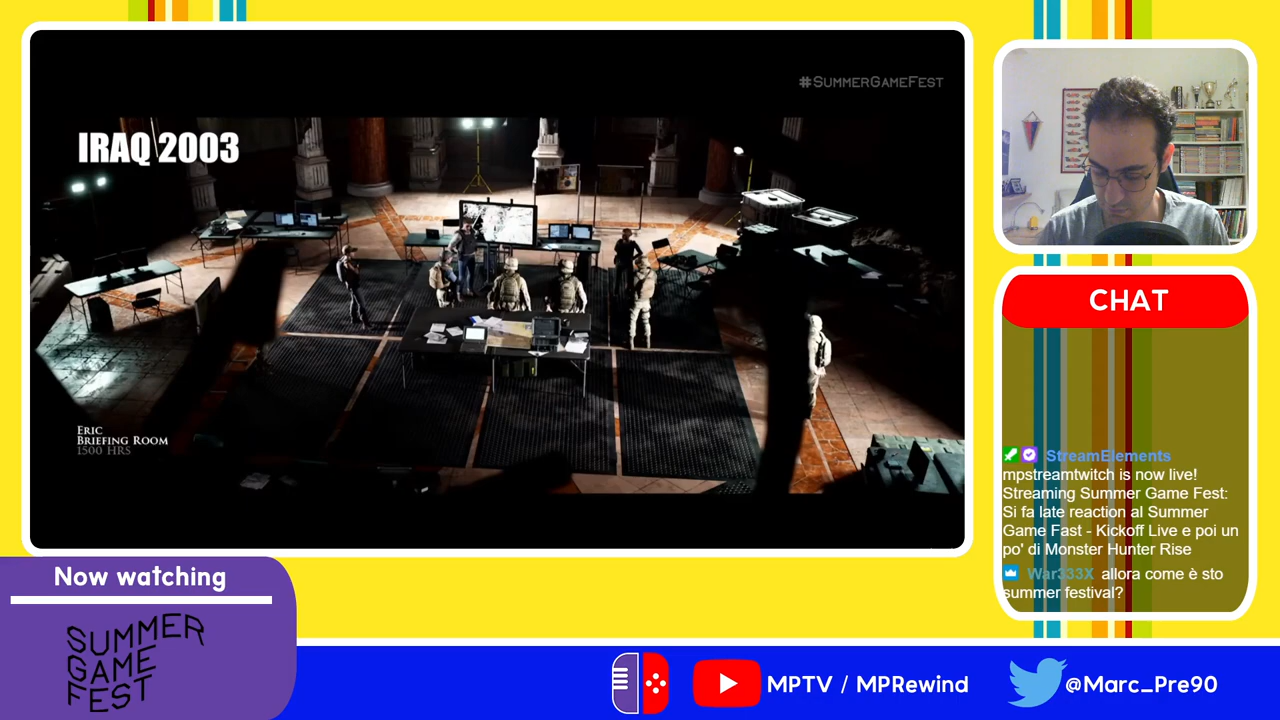 #SummerGameFest
IRAQ 2003
Eric
Briefing Room
1500 HRS
CHAT
StreamElements
mpstreamtwitch is now live!
Streaming Summer Game Fest:
Si fa late reaction al Summer
Game Fast - Kickoff Live e poi un
po' di Monster Hunter Rise
War333X allora come è sto
summer festival?
Now watching
SUMMER
GAME
FEST
MPTV / MPRewind
@Marc_Pre90